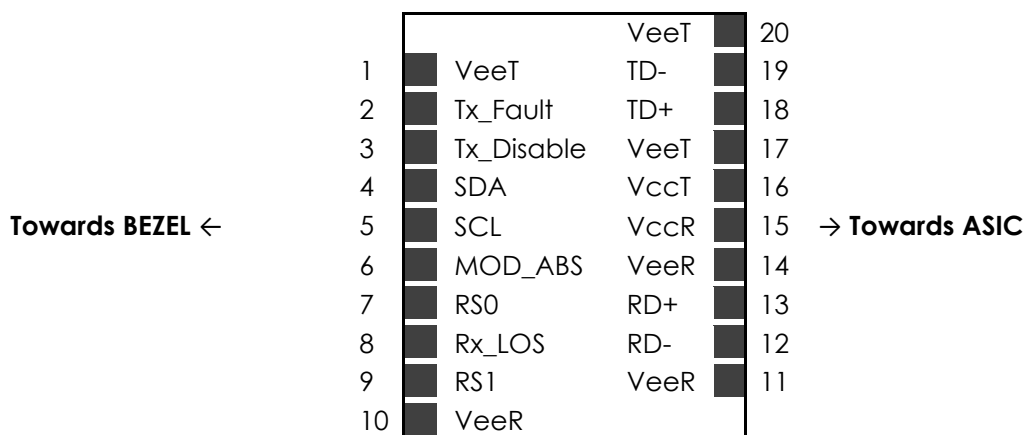 VeeT 20
1 VeeT TD- 19
2 Tx_Fault TD+ 18
3 Tx_Disable VeeT 17
4 SDA VccT 16
Towards BEZEL ← 5 SCL VccR 15 → Towards ASIC
6 MOD_ABS VeeR 14
7 RS0 RD+ 13
8 Rx_LOS RD- 12
9 RS1 VeeR 11
10 VeeR